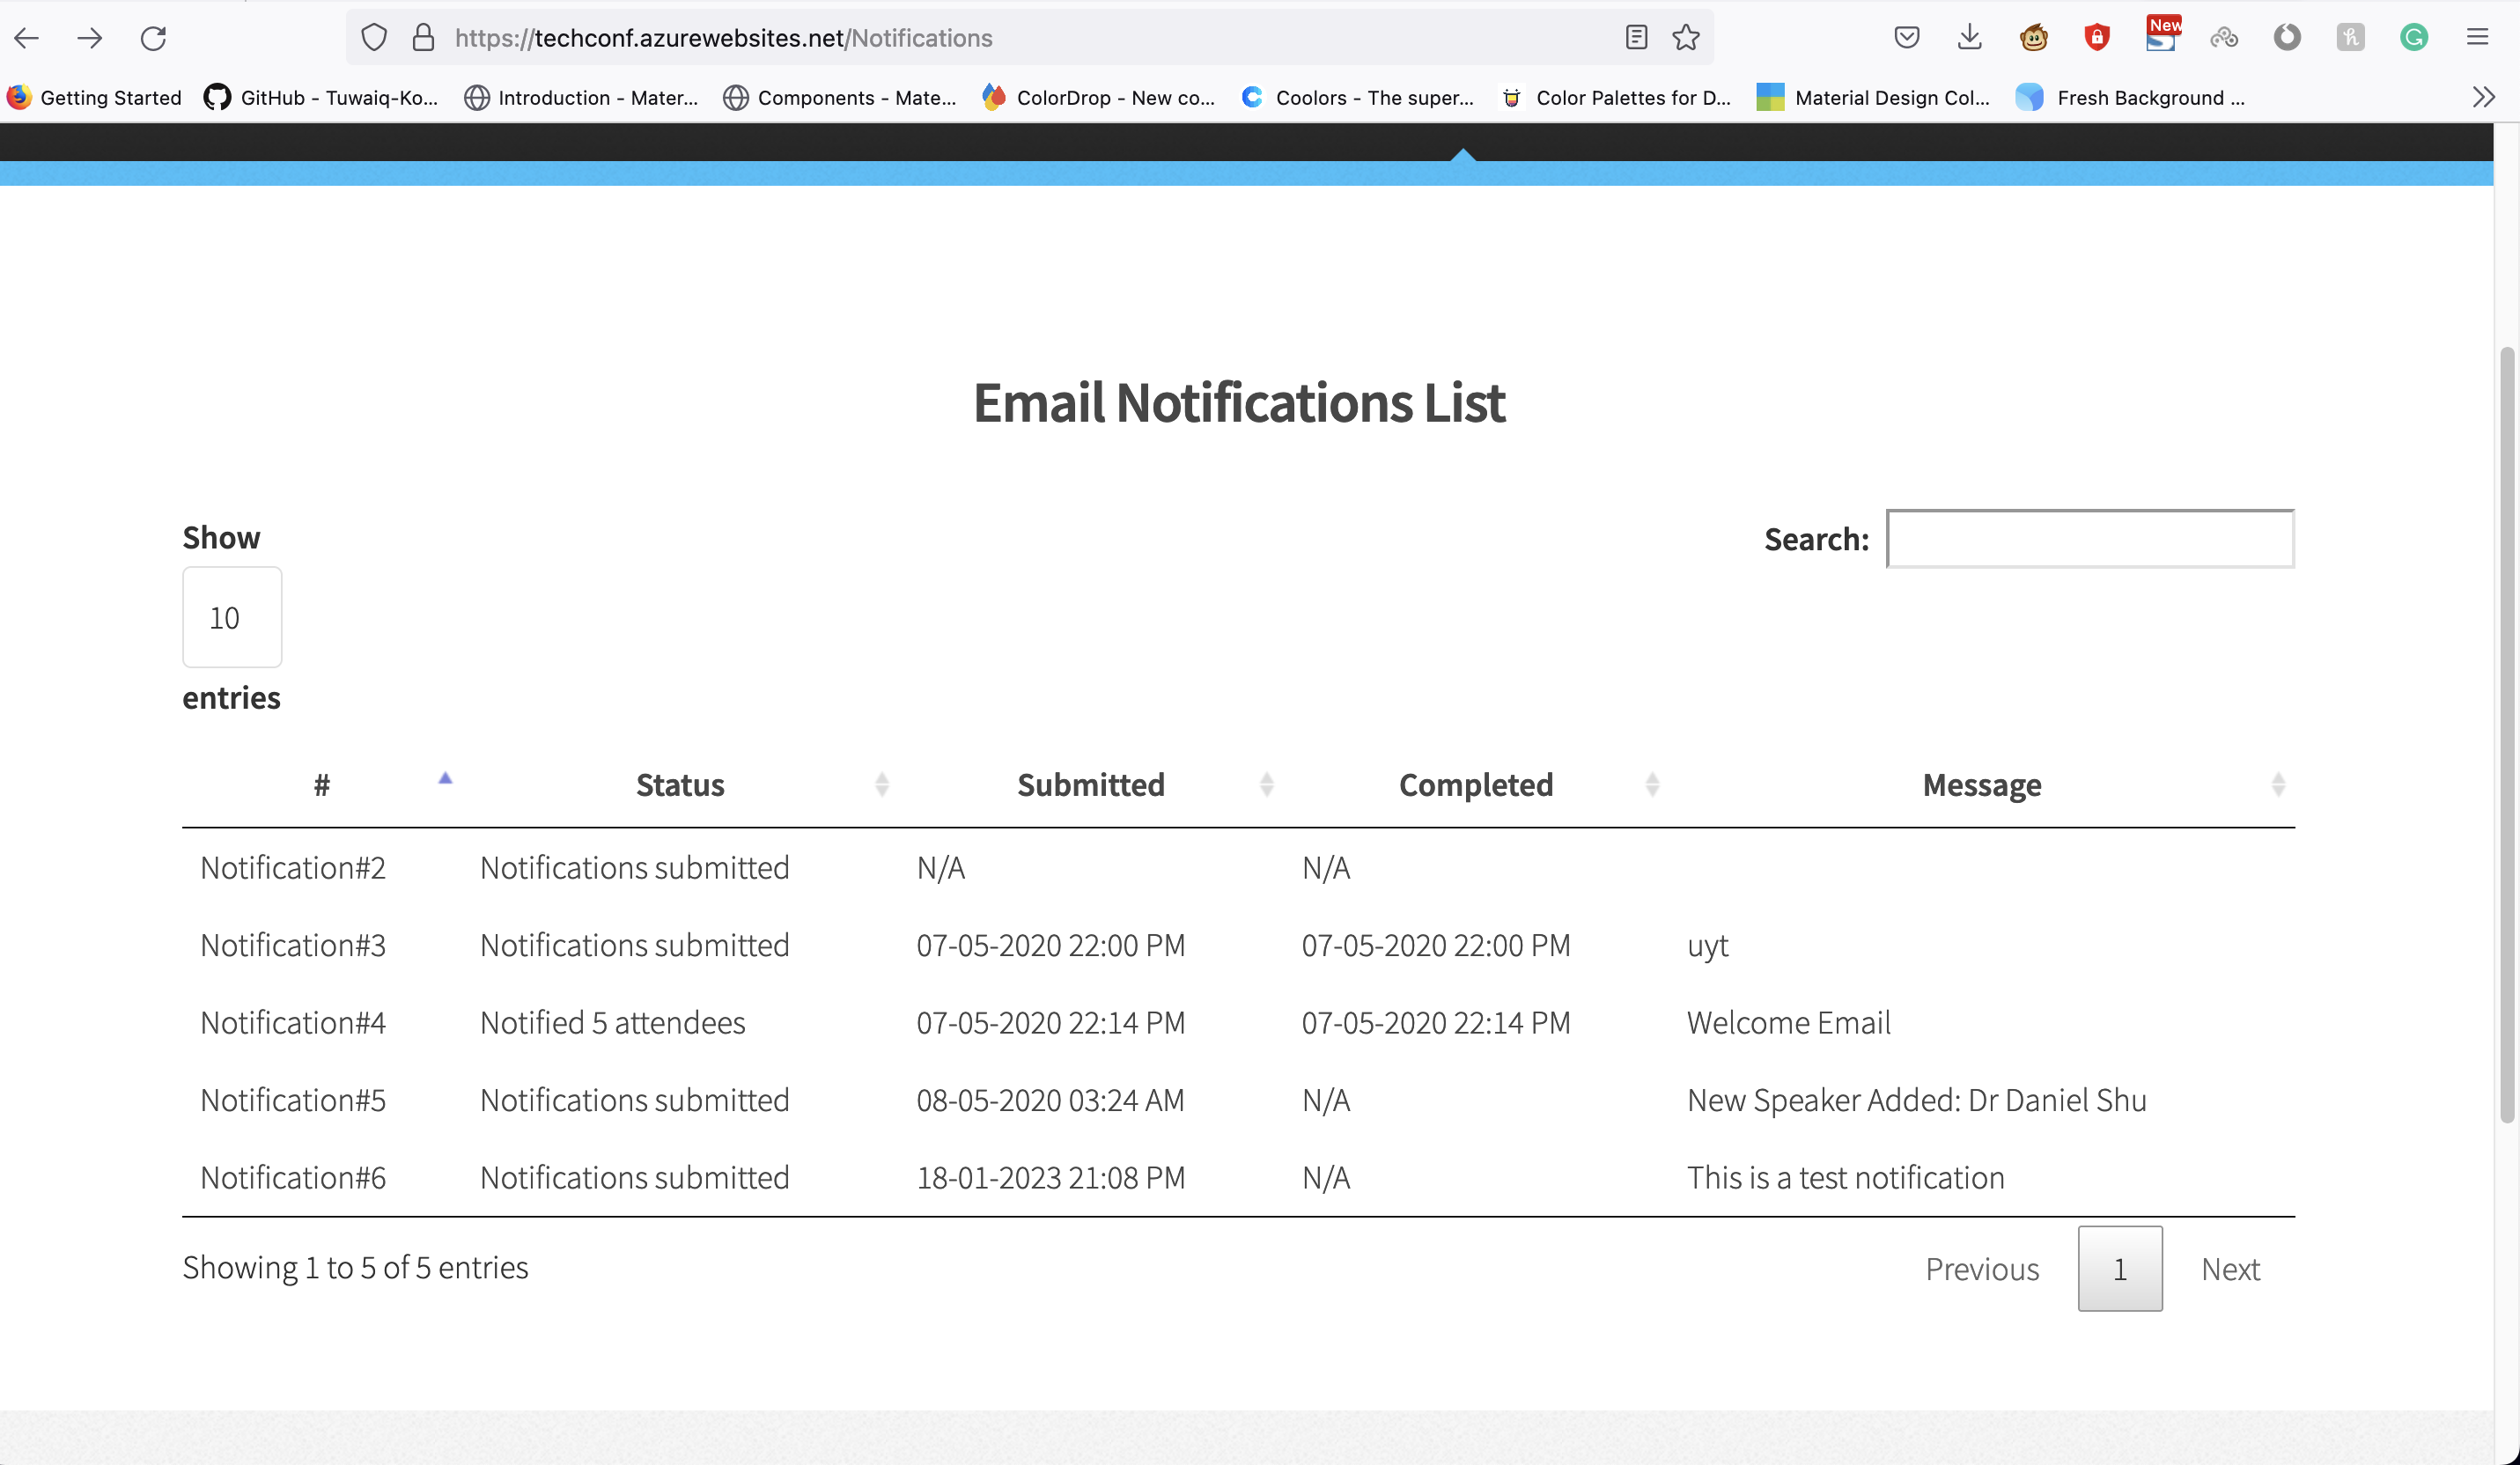 https://techconf.azurewebsites.net/Notifications
New
Getting Started GitHub - Tuwaiq-Ko... Introduction - Mater... Components - Mate... ColorDrop - New co... Coolors - The super... Color Palettes for D... Material Design Col... Fresh Background ...
Email Notifications List
Show
Search:
10
entries
# Status Submitted Completed Message
Notification#2 Notifications submitted N/A N/A
Notification#3 Notifications submitted 07-05-2020 22:00 PM 07-05-2020 22:00 PM uyt
Notification#4 Notified 5 attendees 07-05-2020 22:14 PM 07-05-2020 22:14 PM Welcome Email
Notification#5 Notifications submitted 08-05-2020 03:24 AM N/A New Speaker Added: Dr Daniel Shu
Notification#6 Notifications submitted 18-01-2023 21:08 PM N/A This is a test notification
Showing 1 to 5 of 5 entries
Previous 1 Next